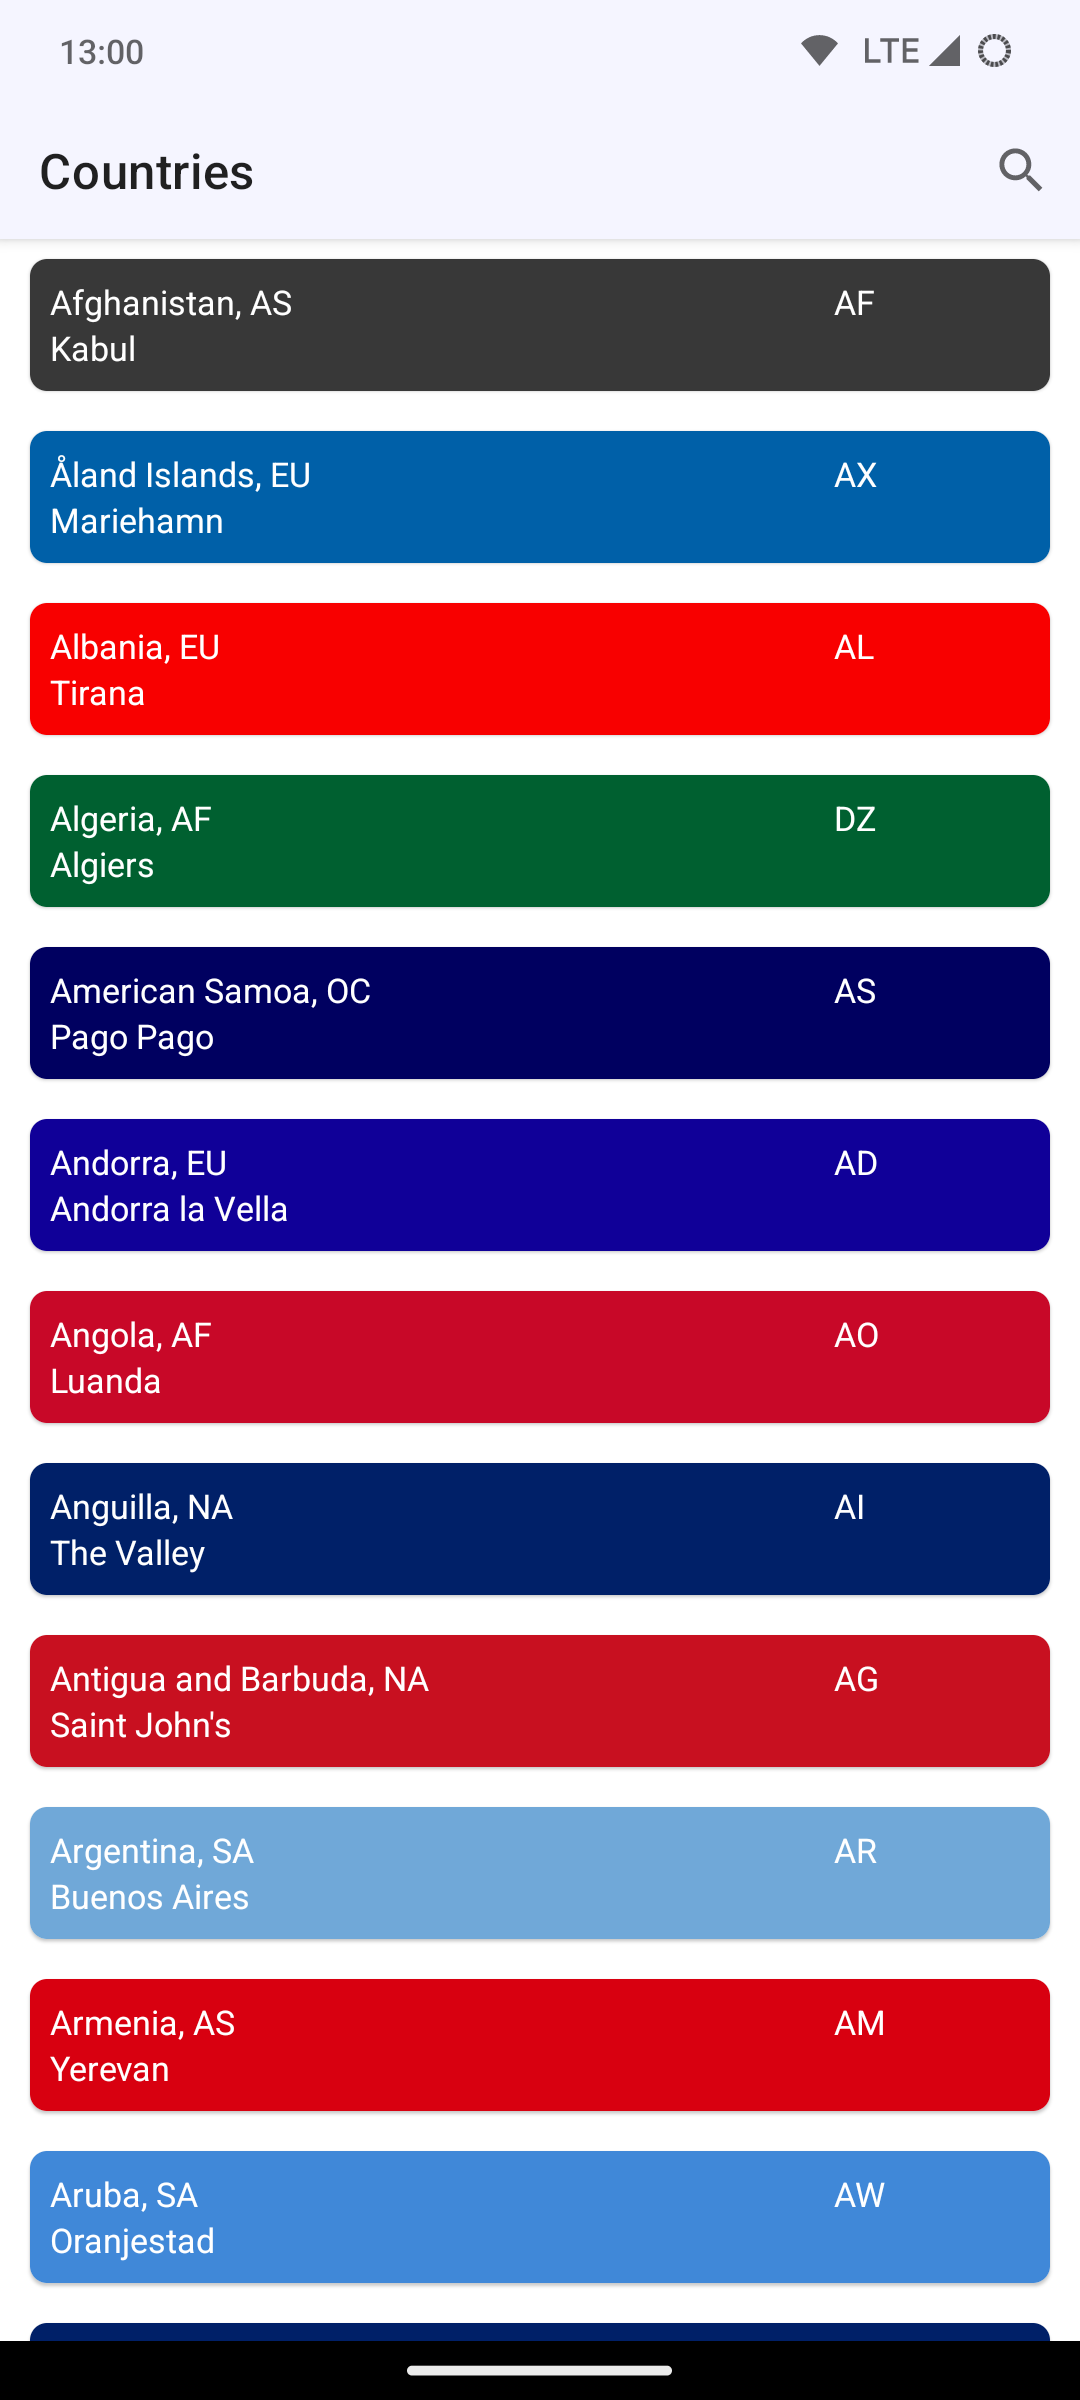 13:00 LTE
Countries
Afghanistan, AS AF
Kabul
Åland Islands, EU AX
Mariehamn
Albania, EU AL
Tirana
Algeria, AF DZ
Algiers
American Samoa, OC AS
Pago Pago
Andorra, EU AD
Andorra la Vella
Angola, AF AO
Luanda
Anguilla, NA AI
The Valley
Antigua and Barbuda, NA AG
Saint John's
Argentina, SA AR
Buenos Aires
Armenia, AS AM
Yerevan
Aruba, SA AW
Oranjestad